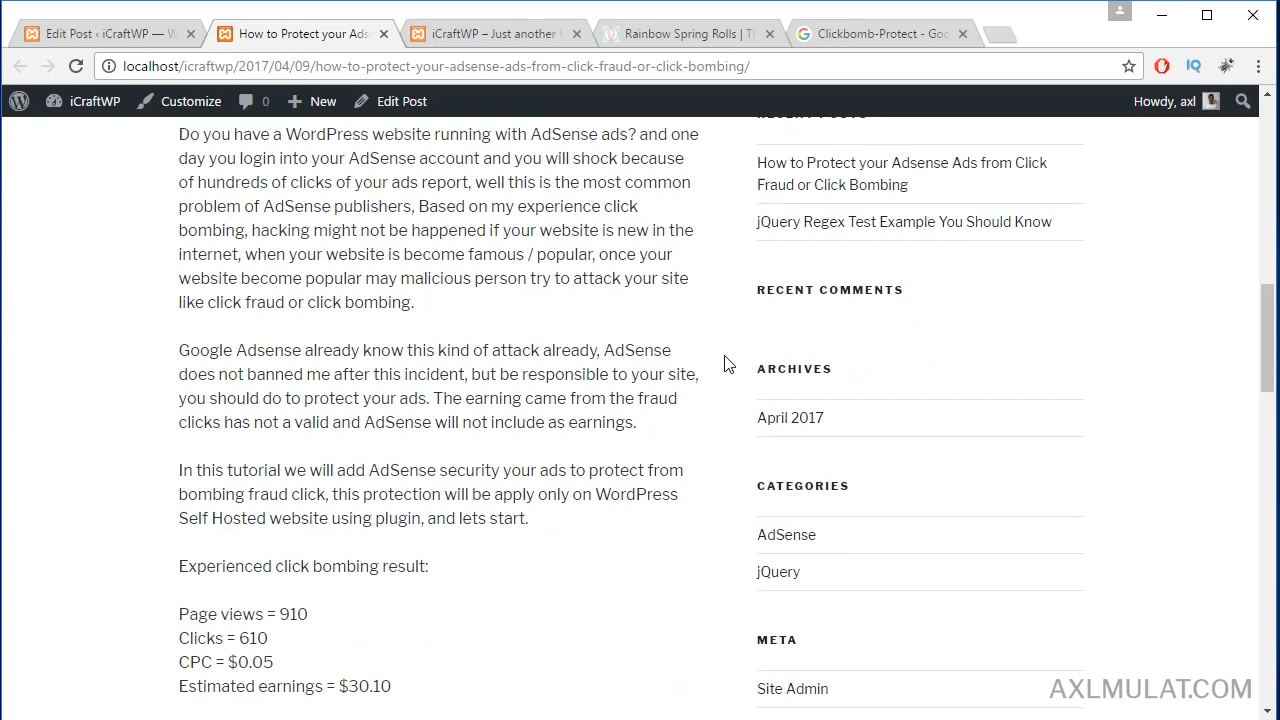 Edit Post ‹ iCraftWP — W
How to Protect your Ads
iCraftWP – Just another
Rainbow Spring Rolls | T
Clickbomb-Protect - Goo
localhost/icraftwp/2017/04/09/how-to-protect-your-adsense-ads-from-click-fraud-or-click-bombing/
IQ
iCraftWP
Customize
0
New
Edit Post
Howdy, axl
Do you have a WordPress website running with AdSense ads? and one
day you login into your AdSense account and you will shock because
of hundreds of clicks of your ads report, well this is the most common
problem of AdSense publishers, Based on my experience click
bombing, hacking might not be happened if your website is new in the
internet, when your website is become famous / popular, once your
website become popular may malicious person try to attack your site
like click fraud or click bombing.
Google Adsense already know this kind of attack already, AdSense
does not banned me after this incident, but be responsible to your site,
you should do to protect your ads. The earning came from the fraud
clicks has not a valid and AdSense will not include as earnings.
In this tutorial we will add AdSense security your ads to protect from
bombing fraud click, this protection will be apply only on WordPress
Self Hosted website using plugin, and lets start.
Experienced click bombing result:
Page views = 910
Clicks = 610
CPC = $0.05
Estimated earnings = $30.10
RECENT POSTS
How to Protect your Adsense Ads from Click
Fraud or Click Bombing
jQuery Regex Test Example You Should Know
RECENT COMMENTS
ARCHIVES
April 2017
CATEGORIES
AdSense
jQuery
META
Site Admin
AXLMULAT.COM